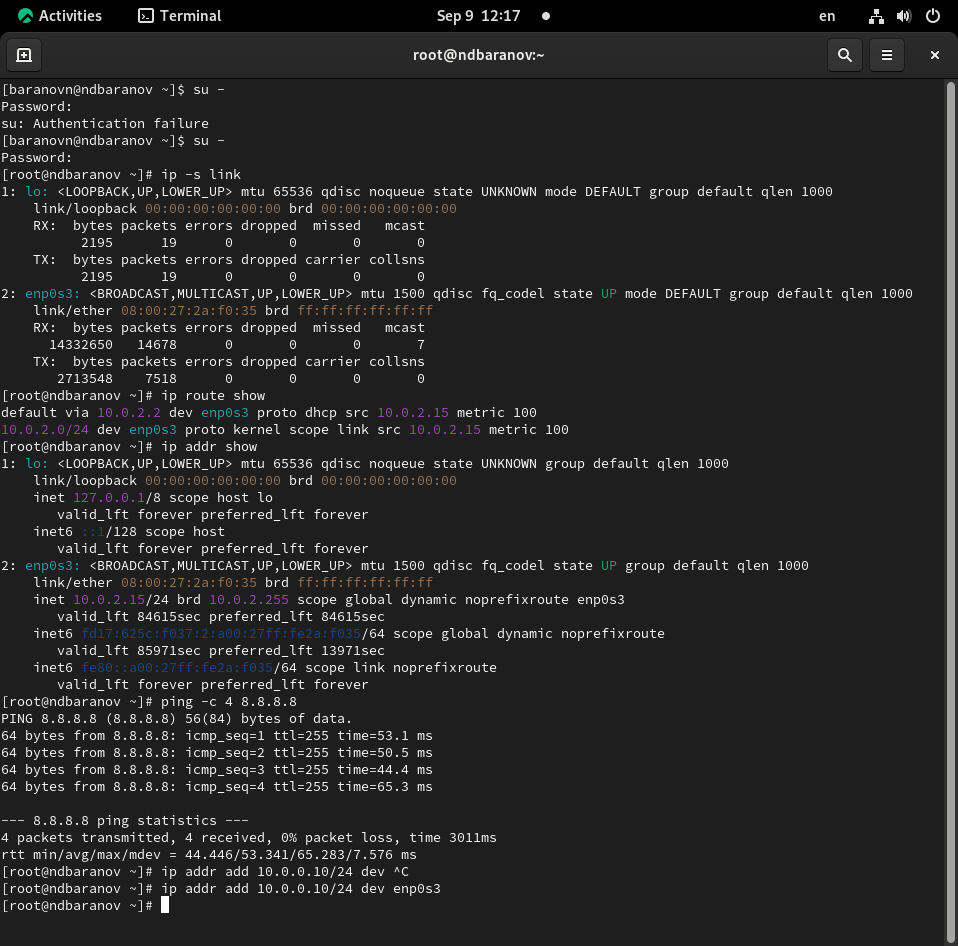 Activities Terminal Sep 9 12:17 en
root@ndbaranov:~
[baranovn@ndbaranov ~]$ su -
Password:
su: Authentication failure
[baranovn@ndbaranov ~]$ su -
Password:
[root@ndbaranov ~]# ip -s link
1: lo: <LOOPBACK,UP,LOWER_UP> mtu 65536 qdisc noqueue state UNKNOWN mode DEFAULT group default qlen 1000
    link/loopback 00:00:00:00:00:00 brd 00:00:00:00:00:00
    RX:  bytes packets errors dropped  missed   mcast
          2195      19      0       0       0       0
    TX:  bytes packets errors dropped carrier collsns
          2195      19      0       0       0       0
2: enp0s3: <BROADCAST,MULTICAST,UP,LOWER_UP> mtu 1500 qdisc fq_codel state UP mode DEFAULT group default qlen 1000
    link/ether 08:00:27:2a:f0:35 brd ff:ff:ff:ff:ff:ff
    RX:  bytes packets errors dropped  missed   mcast
      14332650   14678      0       0       0       7
    TX:  bytes packets errors dropped carrier collsns
       2713548    7518      0       0       0       0
[root@ndbaranov ~]# ip route show
default via 10.0.2.2 dev enp0s3 proto dhcp src 10.0.2.15 metric 100
10.0.2.0/24 dev enp0s3 proto kernel scope link src 10.0.2.15 metric 100
[root@ndbaranov ~]# ip addr show
1: lo: <LOOPBACK,UP,LOWER_UP> mtu 65536 qdisc noqueue state UNKNOWN group default qlen 1000
    link/loopback 00:00:00:00:00:00 brd 00:00:00:00:00:00
    inet 127.0.0.1/8 scope host lo
       valid_lft forever preferred_lft forever
    inet6 ::1/128 scope host
       valid_lft forever preferred_lft forever
2: enp0s3: <BROADCAST,MULTICAST,UP,LOWER_UP> mtu 1500 qdisc fq_codel state UP group default qlen 1000
    link/ether 08:00:27:2a:f0:35 brd ff:ff:ff:ff:ff:ff
    inet 10.0.2.15/24 brd 10.0.2.255 scope global dynamic noprefixroute enp0s3
       valid_lft 84615sec preferred_lft 84615sec
    inet6 fd17:625c:f037:2:a00:27ff:fe2a:f035/64 scope global dynamic noprefixroute
       valid_lft 85971sec preferred_lft 13971sec
    inet6 fe80::a00:27ff:fe2a:f035/64 scope link noprefixroute
       valid_lft forever preferred_lft forever
[root@ndbaranov ~]# ping -c 4 8.8.8.8
PING 8.8.8.8 (8.8.8.8) 56(84) bytes of data.
64 bytes from 8.8.8.8: icmp_seq=1 ttl=255 time=53.1 ms
64 bytes from 8.8.8.8: icmp_seq=2 ttl=255 time=50.5 ms
64 bytes from 8.8.8.8: icmp_seq=3 ttl=255 time=44.4 ms
64 bytes from 8.8.8.8: icmp_seq=4 ttl=255 time=65.3 ms

--- 8.8.8.8 ping statistics ---
4 packets transmitted, 4 received, 0% packet loss, time 3011ms
rtt min/avg/max/mdev = 44.446/53.341/65.283/7.576 ms
[root@ndbaranov ~]# ip addr add 10.0.0.10/24 dev ^C
[root@ndbaranov ~]# ip addr add 10.0.0.10/24 dev enp0s3
[root@ndbaranov ~]#